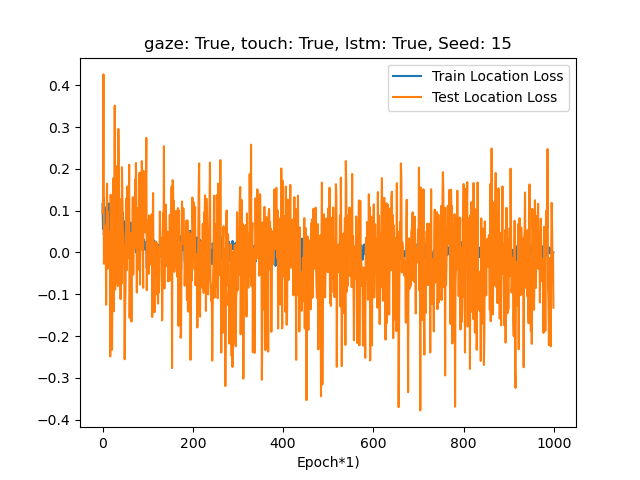 gaze: True, touch: True, lstm: True, Seed: 15
Train Location Loss
Test Location Loss
0.4
0.3
0.2
0.1
0.0
−0.1
−0.2
−0.3
−0.4
0 200 400 600 800 1000
Epoch*1)